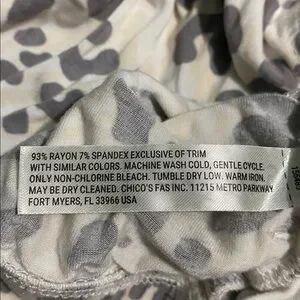 93% RAYON 7% SPANDEX EXCLUSIVE OF TRIM
WITH SIMILAR COLORS. MACHINE WASH COLD, GENTLE CYCLE.
ONLY NON-CHLORINE BLEACH. TUMBLE DRY LOW. WARM IRON.
MAY BE DRY CLEANED. CHICO'S FAS INC. 11215 METRO PARKWAY
FORT MYERS, FL 33966 USA